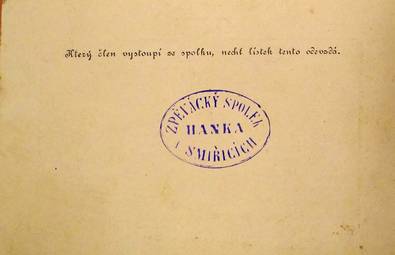 Který člen vystoupí ze spolku, nechť lístek tento odevzdá.
ZPĚVÁCKÝ SPOLEK
HANKA
V SMIŘICÍCH